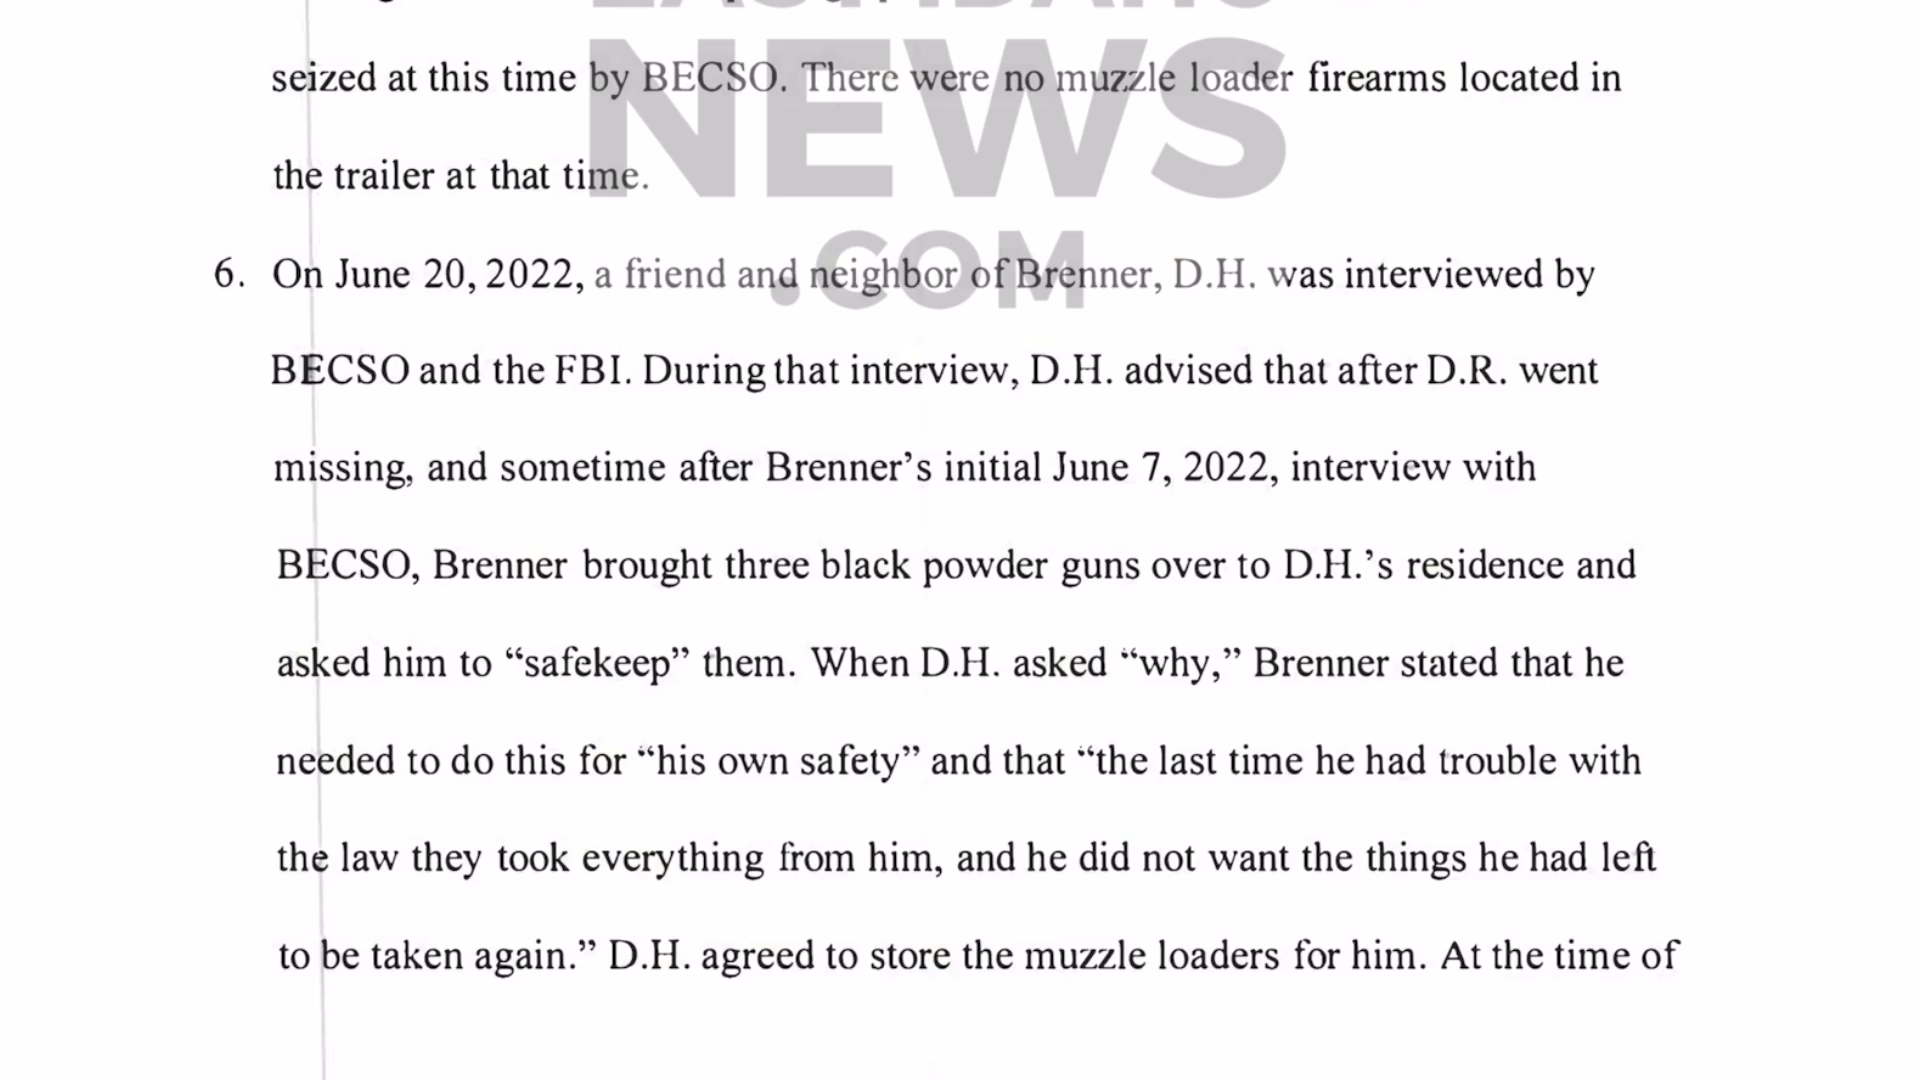 NEWS
.COM
seized at this time by BECSO. There were no muzzle loader firearms located in
the trailer at that time.
6. On June 20, 2022, a friend and neighbor of Brenner, D.H. was interviewed by
BECSO and the FBI. During that interview, D.H. advised that after D.R. went
missing, and sometime after Brenner’s initial June 7, 2022, interview with
BECSO, Brenner brought three black powder guns over to D.H.’s residence and
asked him to “safekeep” them. When D.H. asked “why,” Brenner stated that he
needed to do this for “his own safety” and that “the last time he had trouble with
the law they took everything from him, and he did not want the things he had left
to be taken again.” D.H. agreed to store the muzzle loaders for him. At the time of